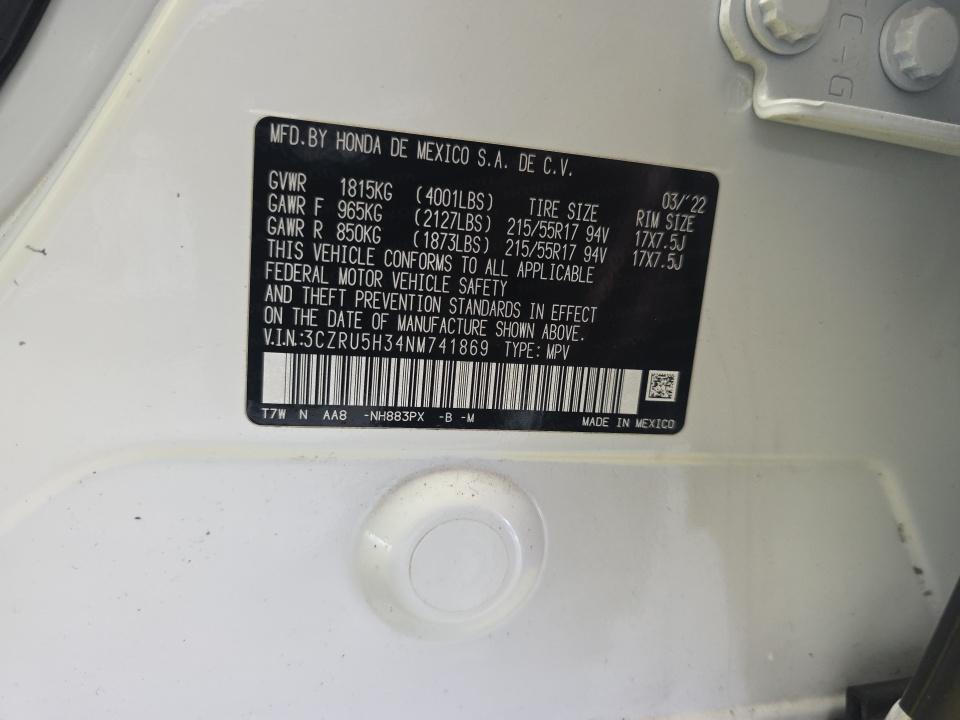 MFD.BY HONDA DE MEXICO S.A. DE C.V.
03/'22
GVWR 1815KG (4001LBS) TIRE SIZE RIM SIZE
GAWR F 965KG (2127LBS) 215/55R17 94V 17X7.5J
GAWR R 850KG (1873LBS) 215/55R17 94V 17X7.5J
THIS VEHICLE CONFORMS TO ALL APPLICABLE
FEDERAL MOTOR VEHICLE SAFETY
AND THEFT PREVENTION STANDARDS IN EFFECT
ON THE DATE OF MANUFACTURE SHOWN ABOVE.
V.I.N.:3CZRU5H34NM741869 TYPE: MPV
T7W N AA8 -NH883PX -B -M MADE IN MEXICO